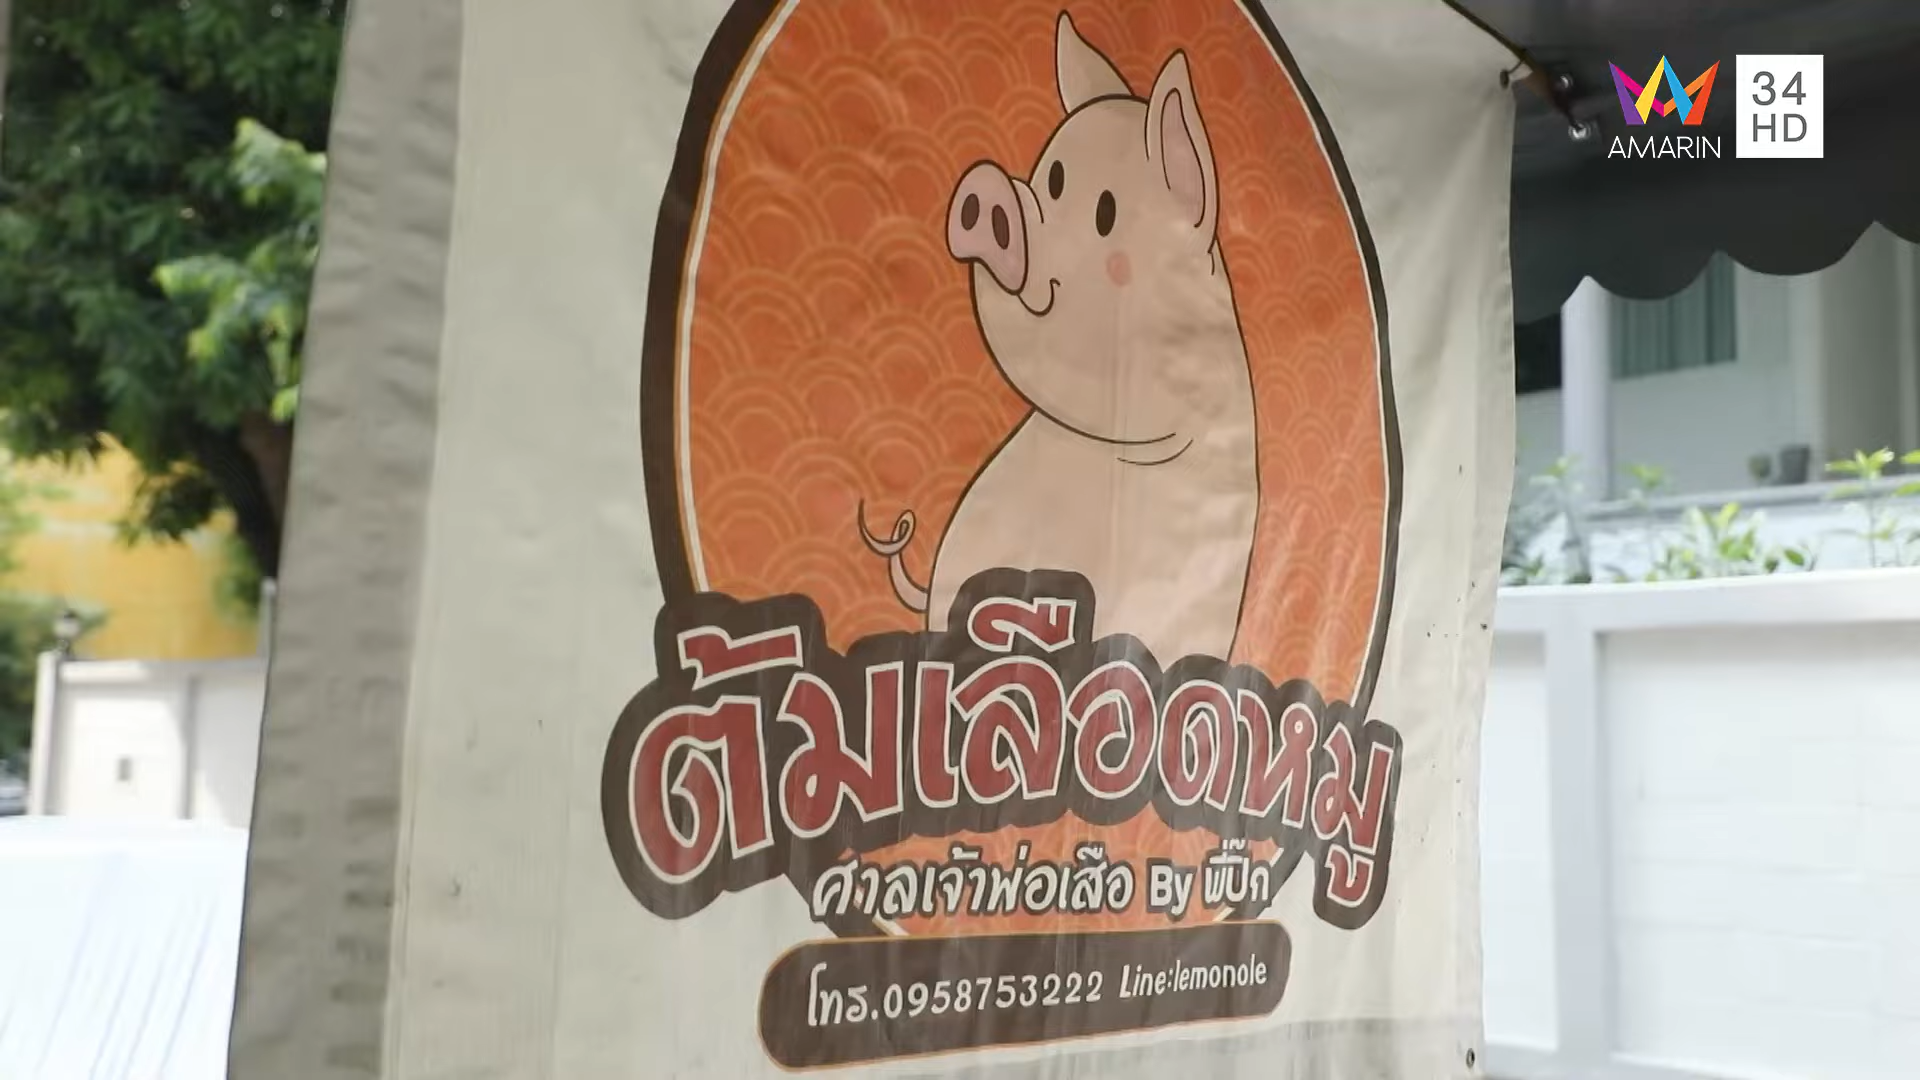 AMARIN
34
HD
ต้มเลือดหมู
ศาลเจ้าพ่อเสือ By พี่ปิ๊ก
โทร.0958753222 Line:lemonole